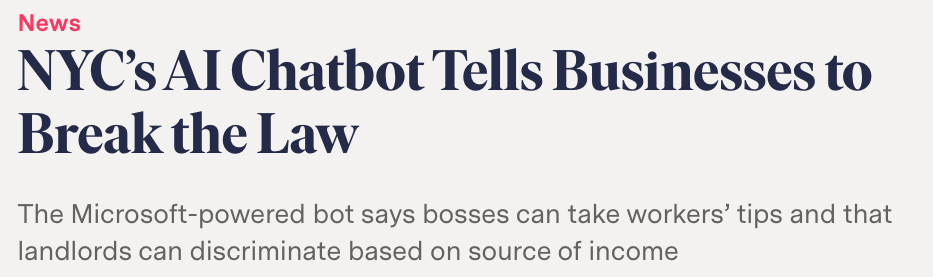 News
NYC’s AI Chatbot Tells Businesses to
Break the Law
The Microsoft-powered bot says bosses can take workers’ tips and that
landlords can discriminate based on source of income